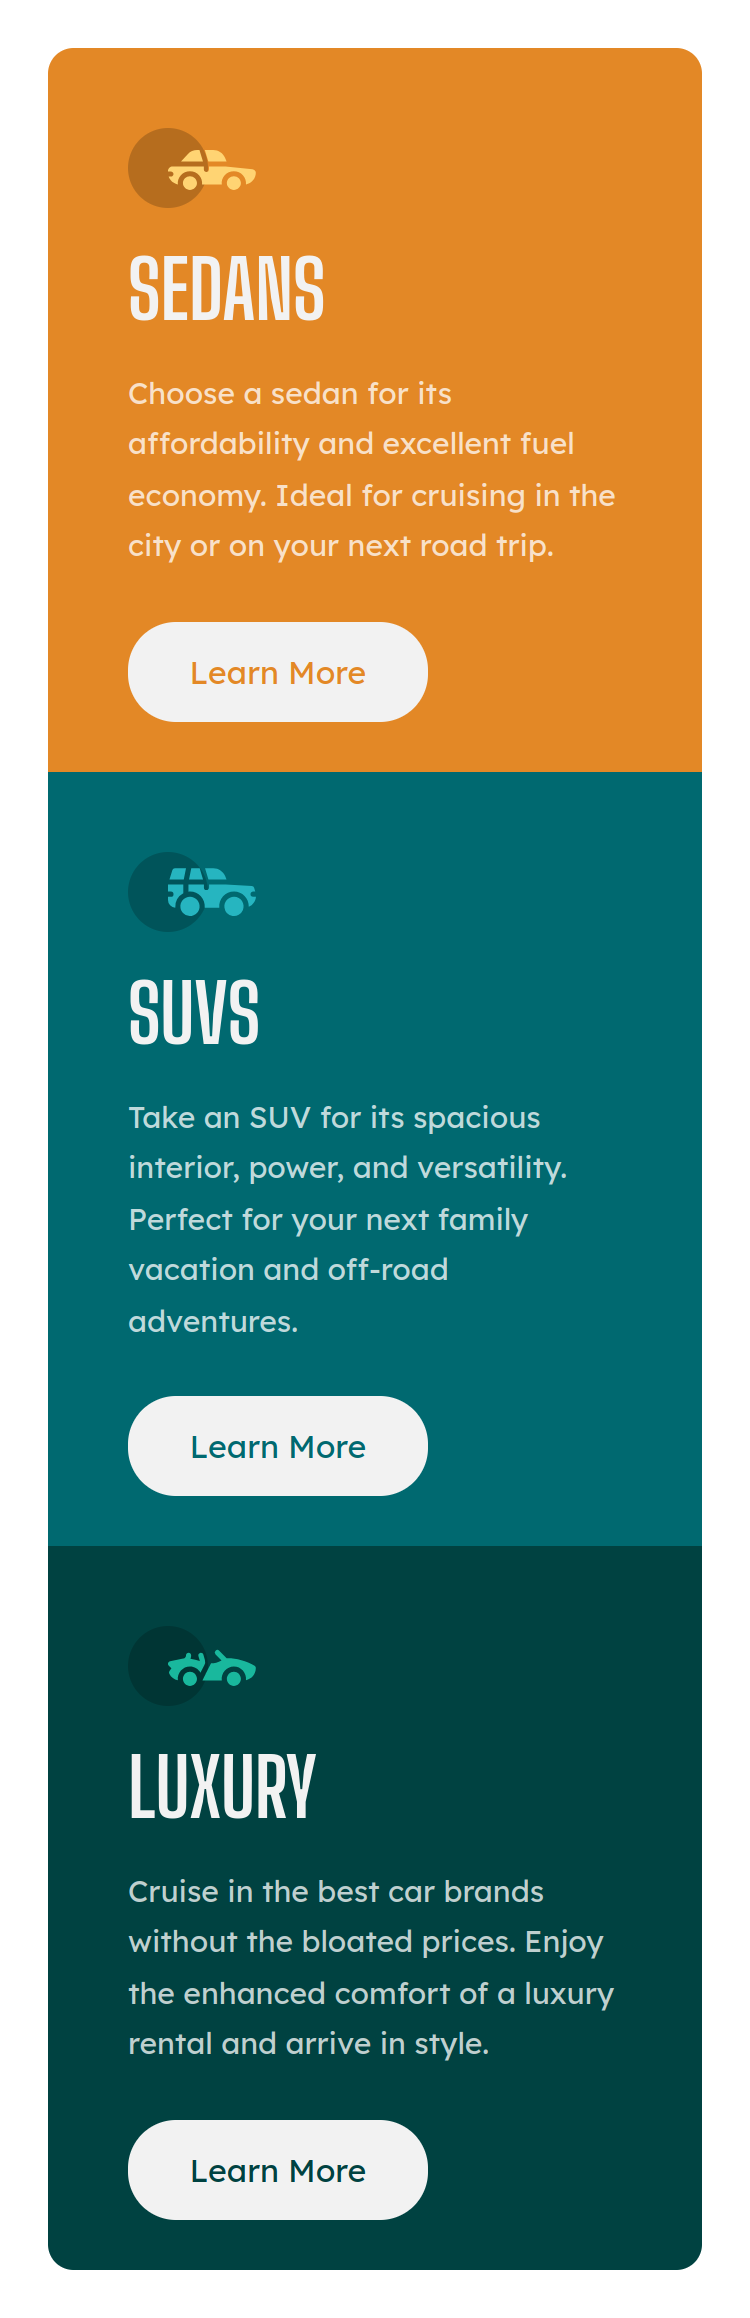 SEDANS
Choose a sedan for its
affordability and excellent fuel
economy. Ideal for cruising in the
city or on your next road trip.
Learn More
SUVS
Take an SUV for its spacious
interior, power, and versatility.
Perfect for your next family
vacation and off-road
adventures.
Learn More
LUXURY
Cruise in the best car brands
without the bloated prices. Enjoy
the enhanced comfort of a luxury
rental and arrive in style.
Learn More